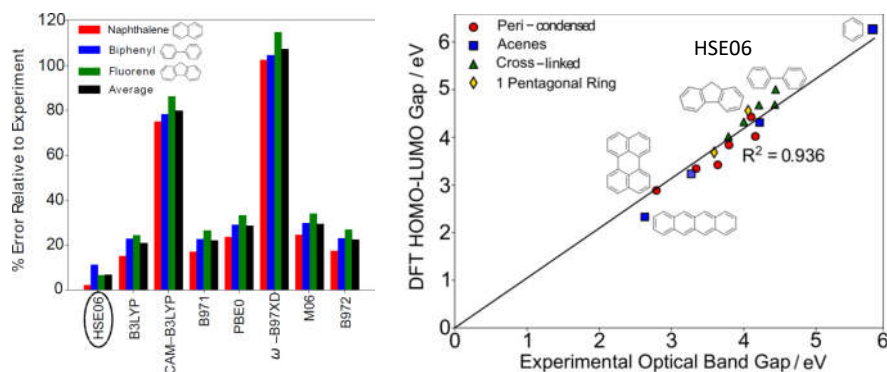 % Error Relative to Experiment
120
100
80
60
40
20
0
Naphthalene
Biphenyl
Fluorene
Average
HSE06
B3LYP
CAM-B3LYP
B971
PBE0
ω-B97XD
M06
B972
DFT HOMO-LUMO Gap / eV
6
5
4
3
2
1
Peri-condensed
Acenes
Cross-linked
1 Pentagonal Ring
HSE06
R² = 0.936
0 1 2 3 4 5 6
Experimental Optical Band Gap / eV